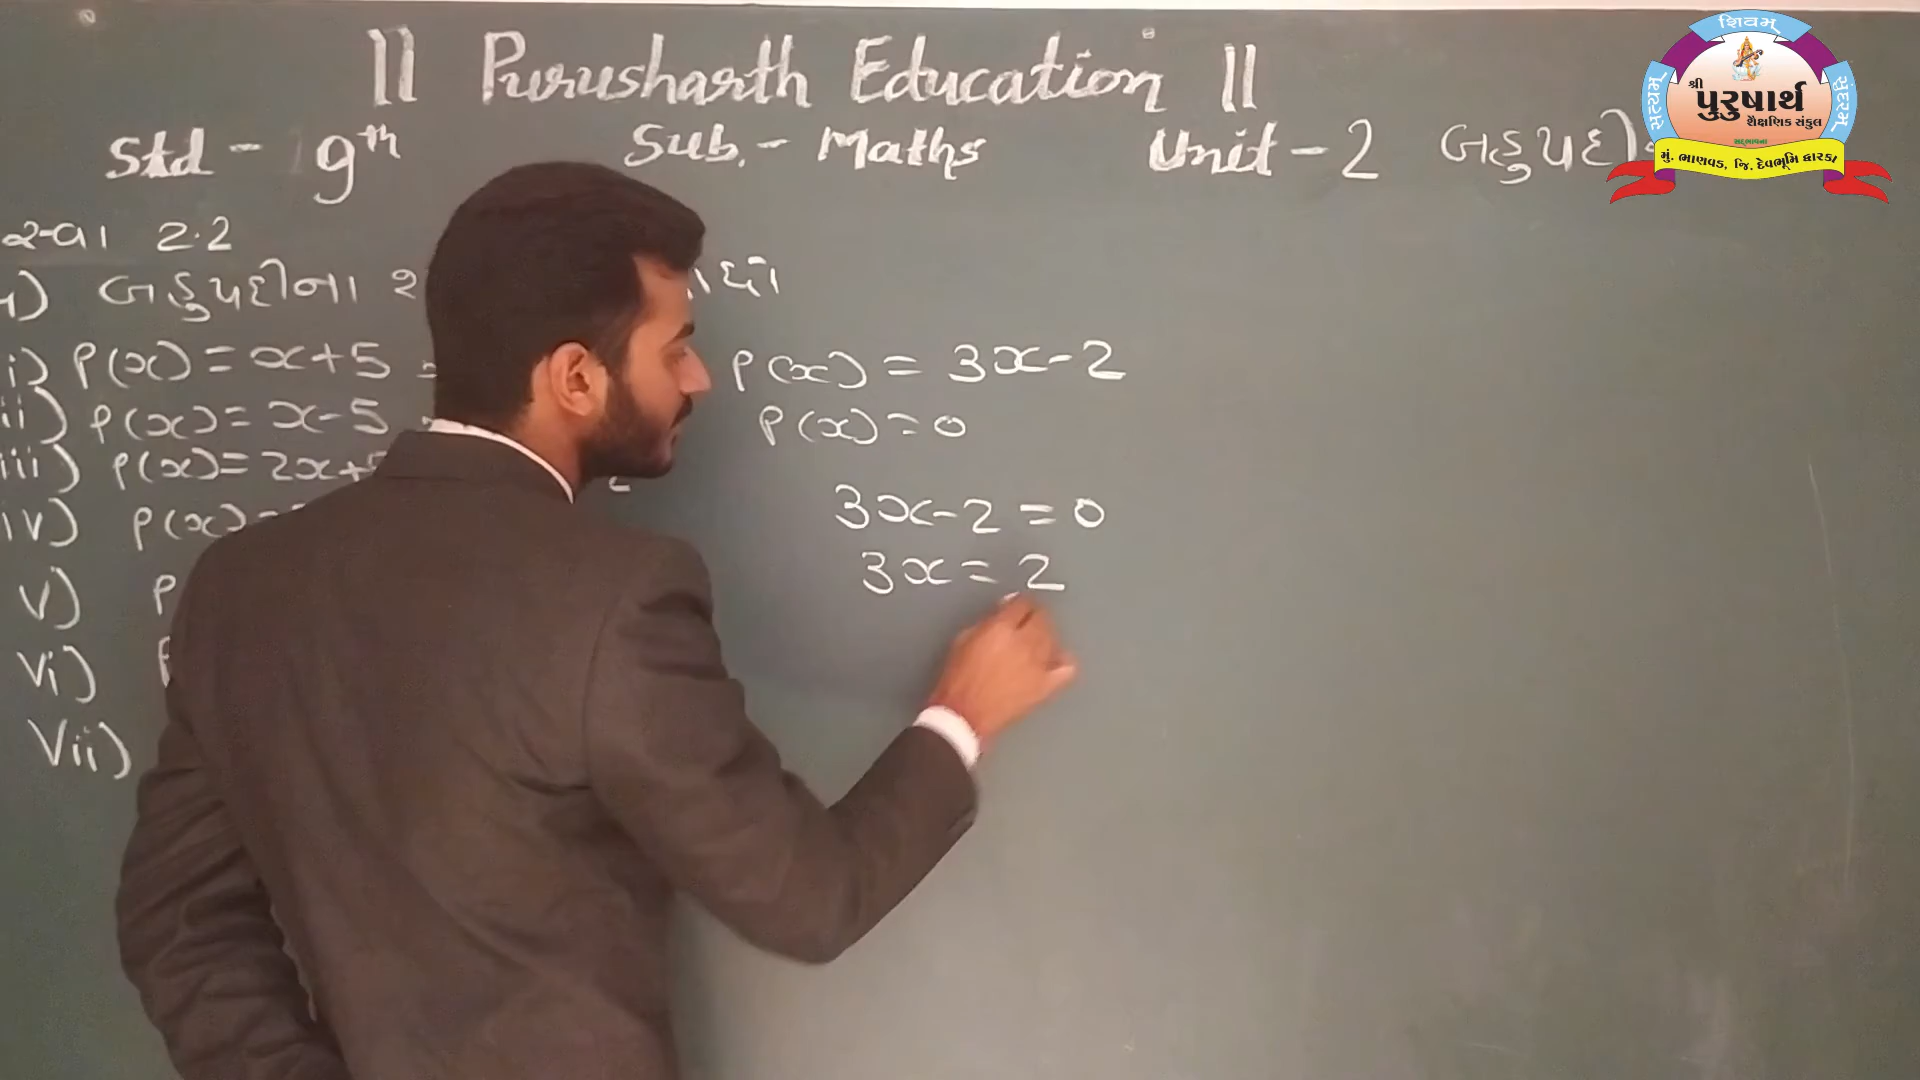 || Purusharth Education ||
Std - 9th Sub. - Maths Unit - 2 બહુપદી
સ્વા 2.2
બહુપદીના
i) P(x) = x+5 =
ii) P(x) = x-5
iii) P(x) = 2x+5
iv) P(x) =
v) P
vi) P
vii)
P(x) = 3x-2
P(x) = 0
3x-2 = 0
3x = 2
શિવમ્
સત્યમ્
સુંદરમ્
શ્રી
પુરુષાર્થ
શૈક્ષણિક સંકુલ
સદ્ભાવના
મું. ભાણવડ, જિ. દેવભૂમિ દ્વારકા